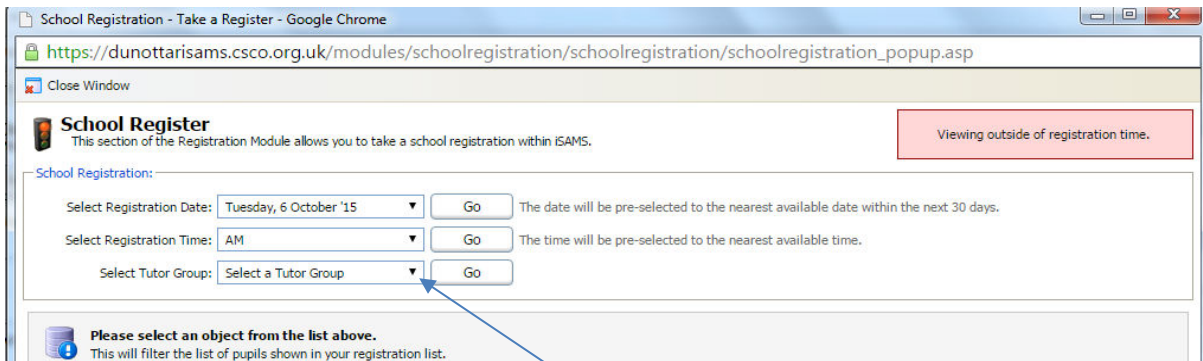 School Registration - Take a Register - Google Chrome
https://dunottarisams.csco.org.uk/modules/schoolregistration/schoolregistration/schoolregistration_popup.asp
Close Window
School Register
This section of the Registration Module allows you to take a school registration within iSAMS.
Viewing outside of registration time.
School Registration:
Select Registration Date: Tuesday, 6 October '15 Go The date will be pre-selected to the nearest available date within the next 30 days.
Select Registration Time: AM Go The time will be pre-selected to the nearest available time.
Select Tutor Group: Select a Tutor Group Go
Please select an object from the list above.
This will filter the list of pupils shown in your registration list.